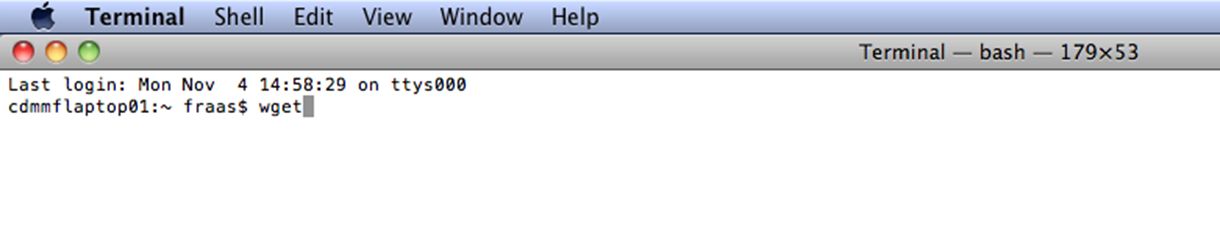 Terminal Shell Edit View Window Help
Terminal — bash — 179×53
Last login: Mon Nov  4 14:58:29 on ttys000
cdmmflaptop01:~ fraas$ wget